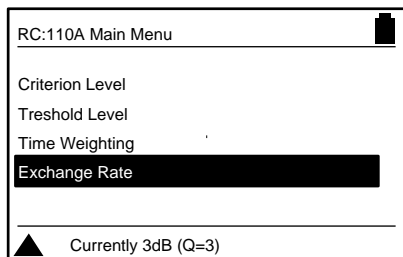 RC:110A Main Menu
Criterion Level
Treshold Level
Time Weighting
Exchange Rate
Currently 3dB (Q=3)